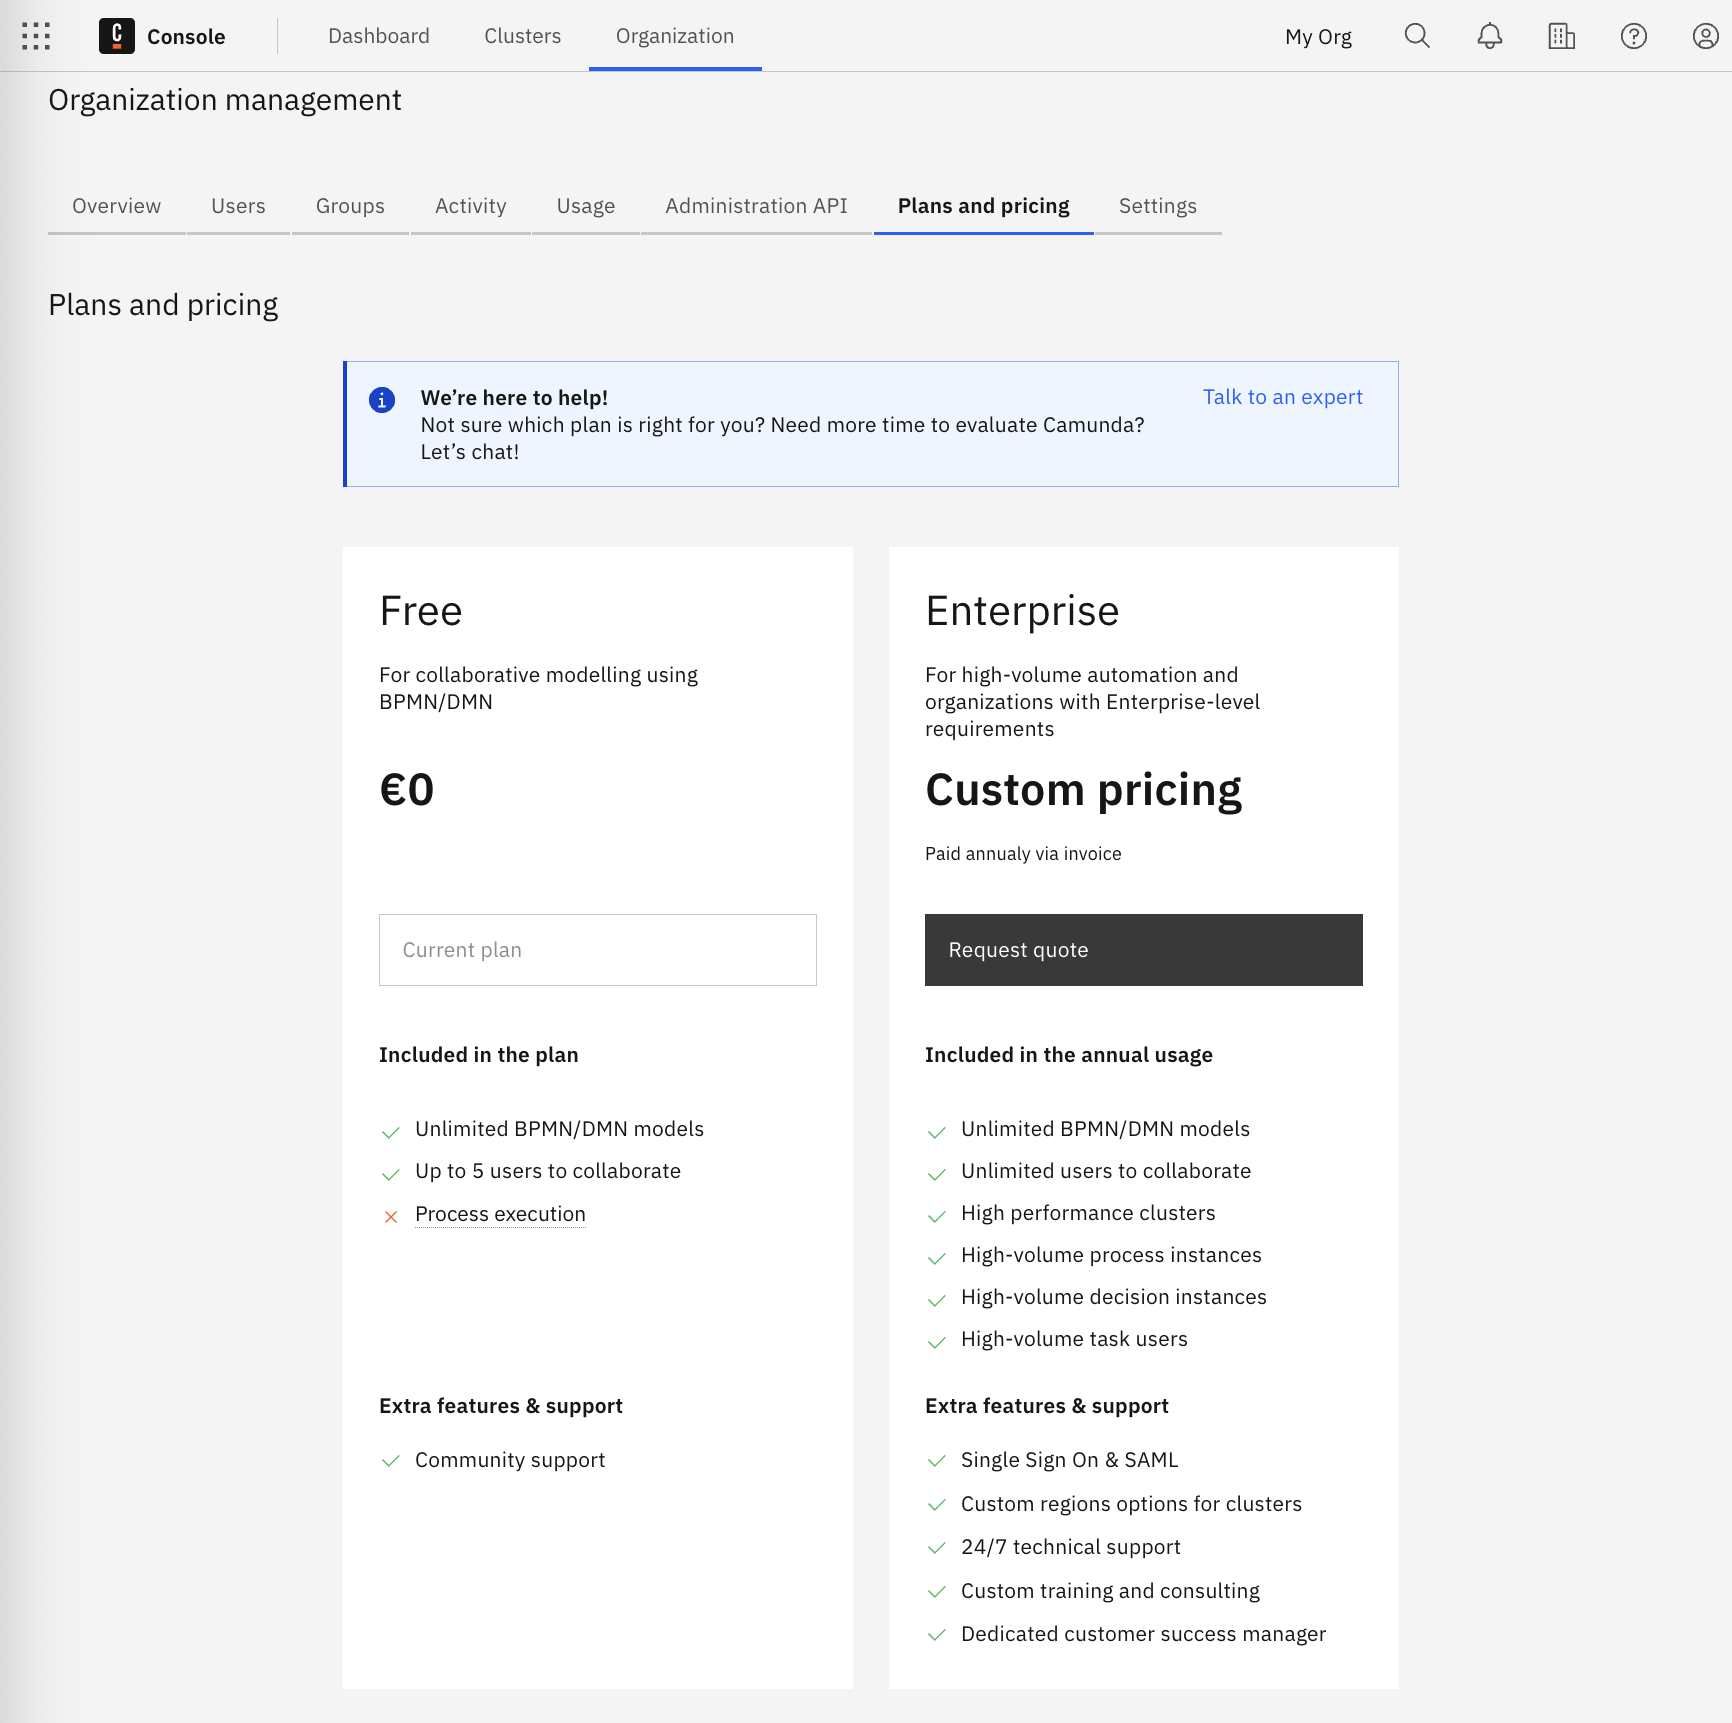 Console
Dashboard
Clusters
Organization
My Org
Organization management
Overview
Users
Groups
Activity
Usage
Administration API
Plans and pricing
Settings
Plans and pricing
We're here to help!
Not sure which plan is right for you? Need more time to evaluate Camunda?
Let's chat!
Talk to an expert
Free
For collaborative modelling using
BPMN/DMN
€0
Current plan
Included in the plan
Unlimited BPMN/DMN models
Up to 5 users to collaborate
Process execution
Extra features & support
Community support
Enterprise
For high-volume automation and
organizations with Enterprise-level
requirements
Custom pricing
Paid annualy via invoice
Request quote
Included in the annual usage
Unlimited BPMN/DMN models
Unlimited users to collaborate
High performance clusters
High-volume process instances
High-volume decision instances
High-volume task users
Extra features & support
Single Sign On & SAML
Custom regions options for clusters
24/7 technical support
Custom training and consulting
Dedicated customer success manager